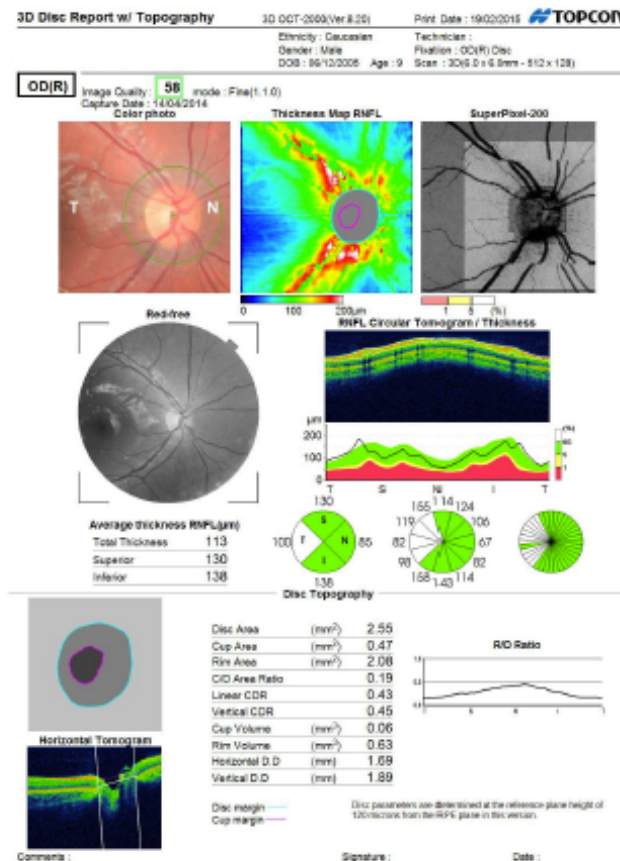 3D Disc Report w/ Topography 3D OCT-2000(Ver.8.20) Print Date : 19/02/2015 TOPCON
Ethnicity : Caucasian Technician :
Gender : Male Fixation : OD(R) Disc
DOB : 06/12/2005 Age : 9 Scan : 3D(6.0 x 6.0mm - 512 x 128)
OD(R) Image Quality : 58 mode : Fine(1.1.0)
Capture Date : 14/04/2014
Color photo Thickness Map RNFL SuperPixel-200
T N
0 100 200μm 1 5 (%)
Red-free RNFL Circular Tomogram / Thickness
μm (%)
200
100
0
T S N I T
Average thickness RNFL(μm)
Total Thickness 113
Superior 130
Inferior 138
130
S
100 T N 85
I
138
114 124
155 106
119 67
82 82
98 114
158 143
Disc Topography
Disc Area (mm²) 2.55
Cup Area (mm²) 0.47
Rim Area (mm²) 2.08
C/D Area Ratio 0.19
Linear CDR 0.43
Vertical CDR 0.45
Cup Volume (mm³) 0.06
Rim Volume (mm³) 0.63
Horizontal D.D (mm) 1.69
Vertical D.D (mm) 1.89
R/D Ratio
Horizontal Tomogram
Disc margin
Cup margin
Disc parameters are determined at the reference plane height of
120microns from the RPE plane in this version.
Comments : Signature : Date :